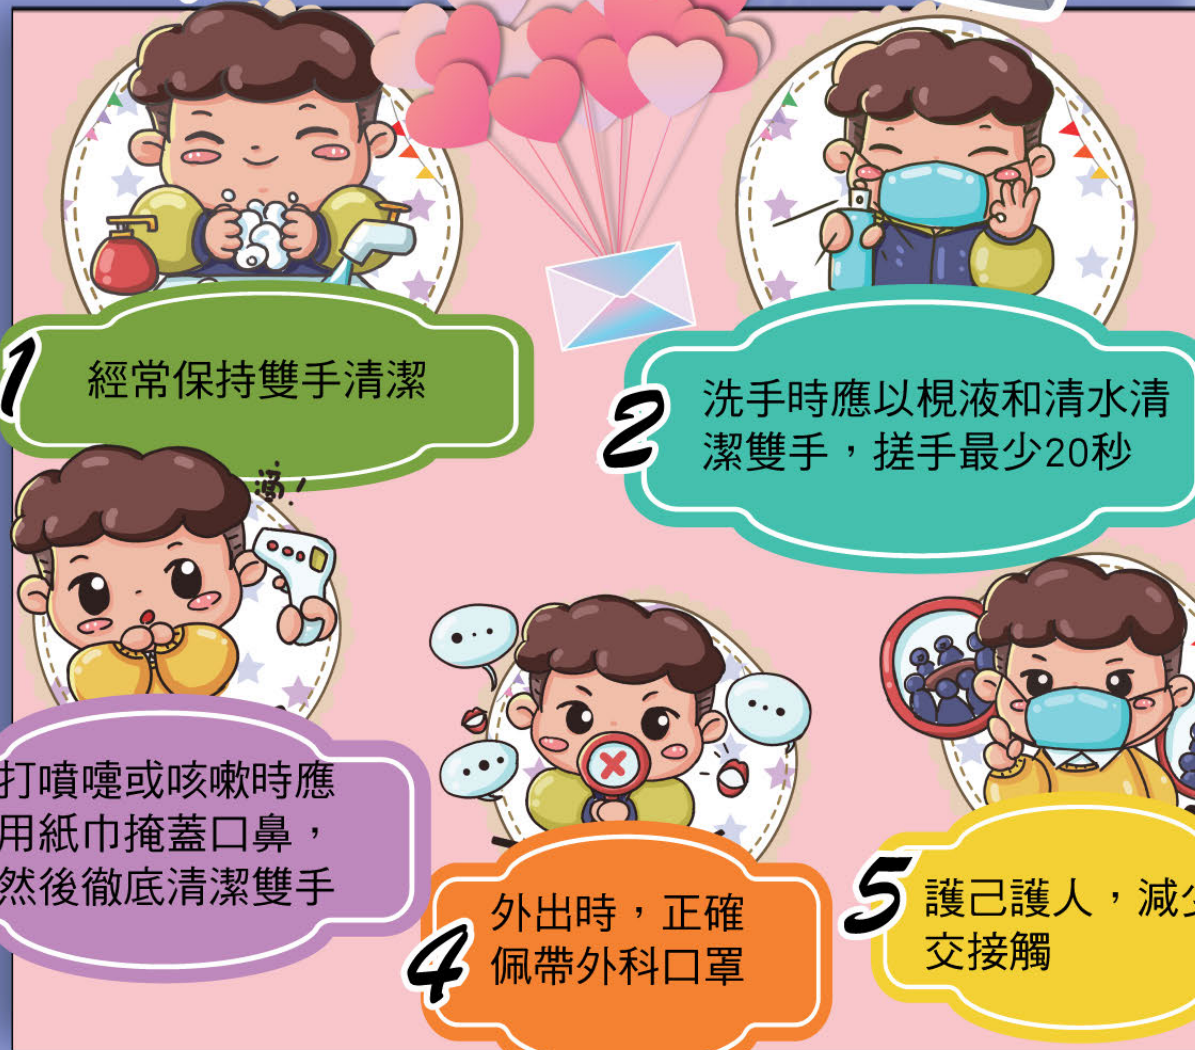 1
經常保持雙手清潔
2
洗手時應以梘液和清水清
潔雙手，搓手最少20秒
打噴嚏或咳嗽時應
用紙巾掩蓋口鼻，
然後徹底清潔雙手
4
外出時，正確
佩帶外科口罩
5
護己護人，減少
交接觸